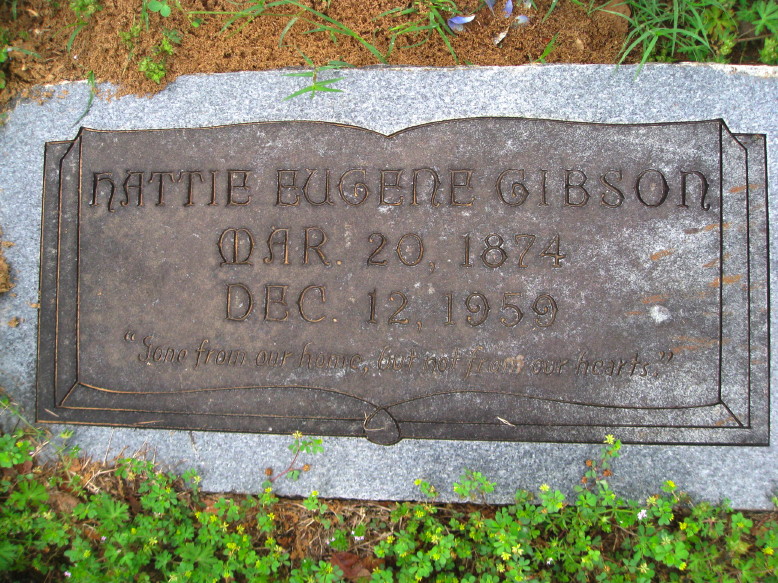 HATTIE EUGENE GIBSON
MAR. 20, 1874
DEC. 12, 1959
"Gone from our home, but not from our hearts."